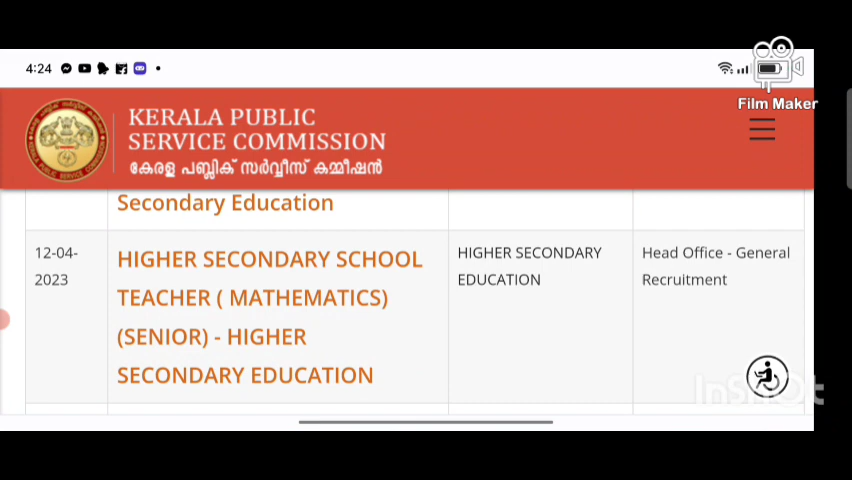 4:24
Film Maker
KERALA PUBLIC
SERVICE COMMISSION
കേരള പബ്ലിക് സർവ്വീസ് കമ്മീഷൻ
Secondary Education
12-04-
2023
HIGHER SECONDARY SCHOOL
TEACHER ( MATHEMATICS)
(SENIOR) - HIGHER
SECONDARY EDUCATION
HIGHER SECONDARY
EDUCATION
Head Office - General
Recruitment
InShOt